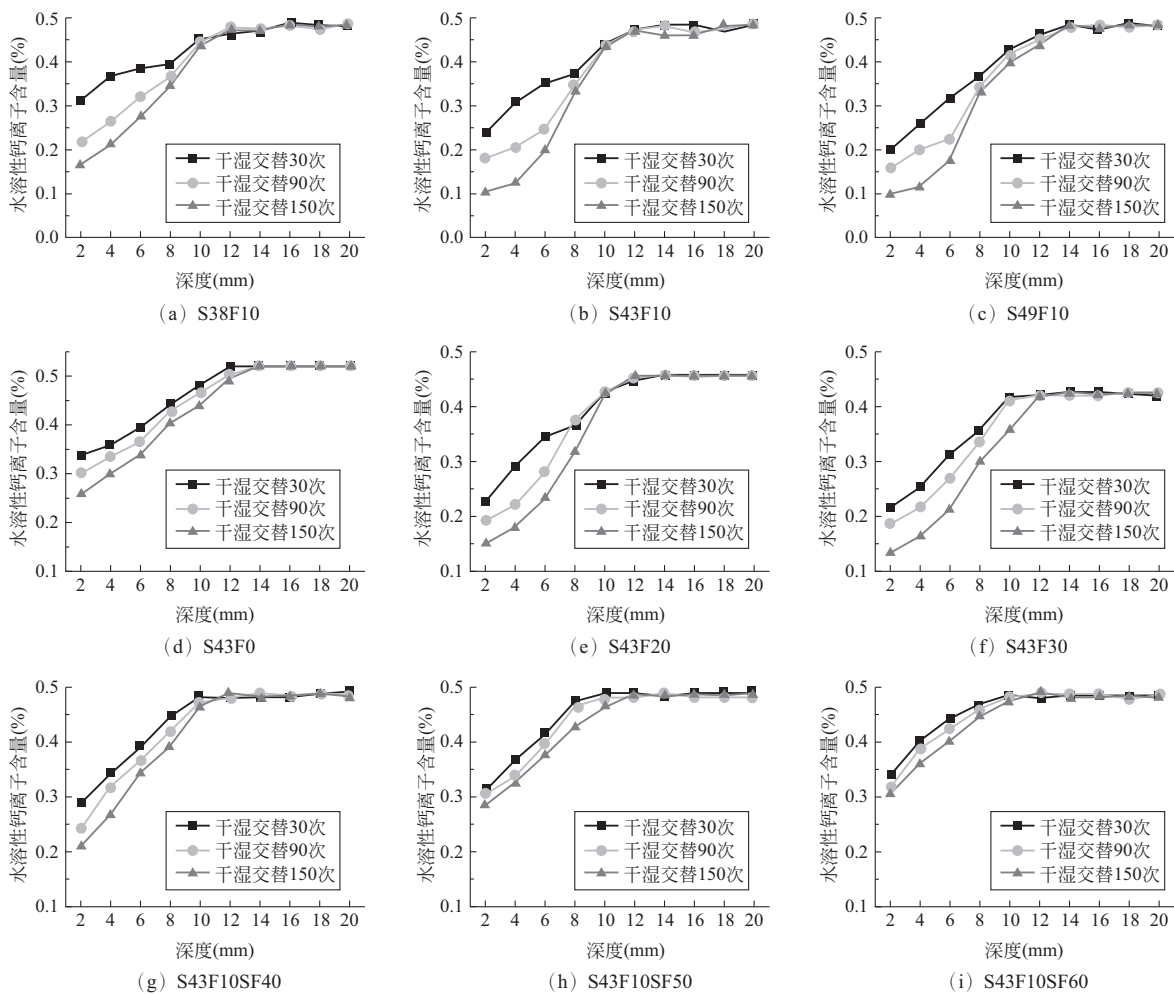 水溶性钙离子含量(%)
0.5
0.4
0.3
0.2
0.1
0.0
干湿交替30次
干湿交替90次
干湿交替150次
2 4 6 8 10 12 14 16 18 20
深度(mm)
（a）S38F10
水溶性钙离子含量(%)
0.5
0.4
0.3
0.2
0.1
0.0
干湿交替30次
干湿交替90次
干湿交替150次
2 4 6 8 10 12 14 16 18 20
深度(mm)
（b）S43F10
水溶性钙离子含量(%)
0.5
0.4
0.3
0.2
0.1
0.0
干湿交替30次
干湿交替90次
干湿交替150次
2 4 6 8 10 12 14 16 18 20
深度(mm)
（c）S49F10
水溶性钙离子含量(%)
0.5
0.4
0.3
0.2
0.1
干湿交替30次
干湿交替90次
干湿交替150次
2 4 6 8 10 12 14 16 18 20
深度(mm)
（d）S43F0
水溶性钙离子含量(%)
0.5
0.4
0.3
0.2
0.1
干湿交替30次
干湿交替90次
干湿交替150次
2 4 6 8 10 12 14 16 18 20
深度(mm)
（e）S43F20
水溶性钙离子含量(%)
0.5
0.4
0.3
0.2
0.1
干湿交替30次
干湿交替90次
干湿交替150次
2 4 6 8 10 12 14 16 18 20
深度(mm)
（f）S43F30
水溶性钙离子含量(%)
0.5
0.4
0.3
0.2
0.1
干湿交替30次
干湿交替90次
干湿交替150次
2 4 6 8 10 12 14 16 18 20
深度(mm)
（g）S43F10SF40
水溶性钙离子含量(%)
0.5
0.4
0.3
0.2
0.1
干湿交替30次
干湿交替90次
干湿交替150次
2 4 6 8 10 12 14 16 18 20
深度(mm)
（h）S43F10SF50
水溶性钙离子含量(%)
0.5
0.4
0.3
0.2
0.1
干湿交替30次
干湿交替90次
干湿交替150次
2 4 6 8 10 12 14 16 18 20
深度(mm)
（i）S43F10SF60